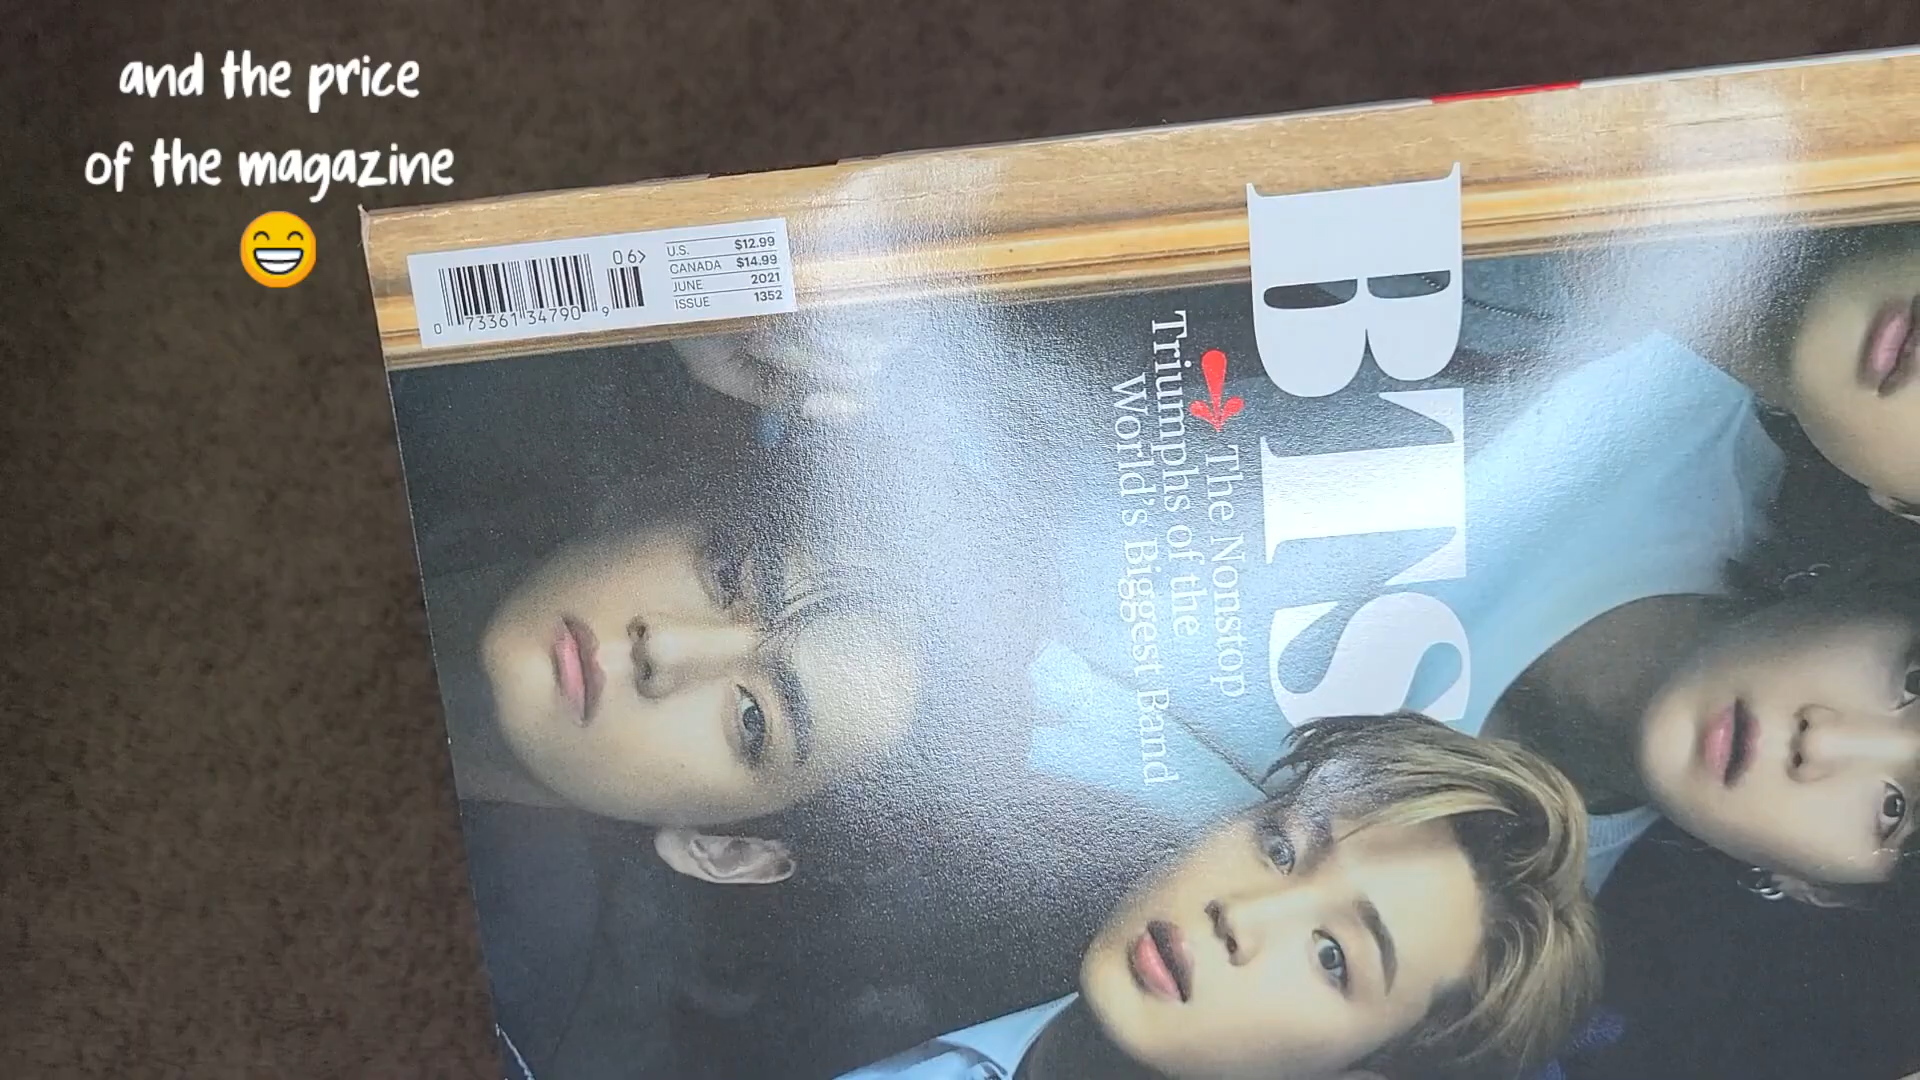 and the price
of the magazine
06>
0 73361 34790 9
U.S. $12.99
CANADA $14.99
JUNE 2021
ISSUE 1352
BTS
The Nonstop
Triumphs of the
World's Biggest Band